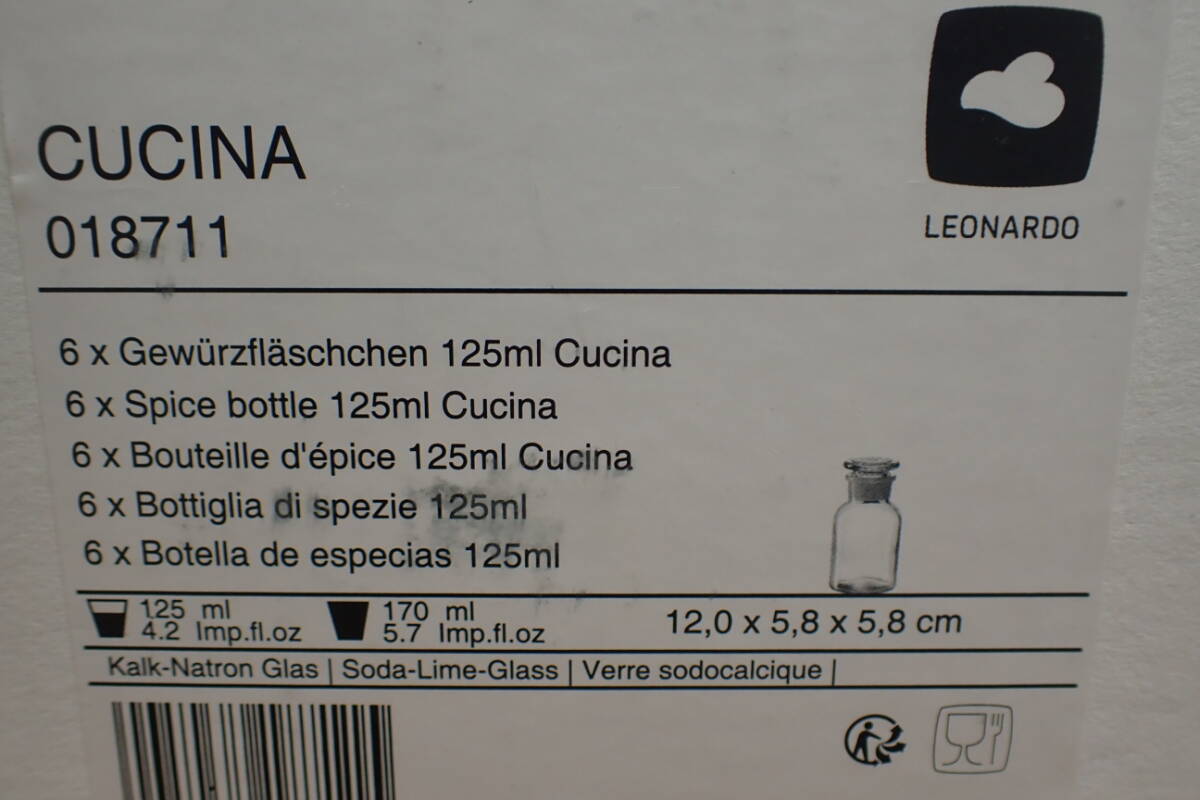 CUCINA
018711
LEONARDO
6 x Gewürzfläschchen 125ml Cucina
6 x Spice bottle 125ml Cucina
6 x Bouteille d'épice 125ml Cucina
6 x Bottiglia di spezie 125ml
6 x Botella de especias 125ml
125 ml
4.2 Imp.fl.oz
170 ml
5.7 Imp.fl.oz
12,0 x 5,8 x 5,8 cm
Kalk-Natron Glas | Soda-Lime-Glass | Verre sodocalcique |